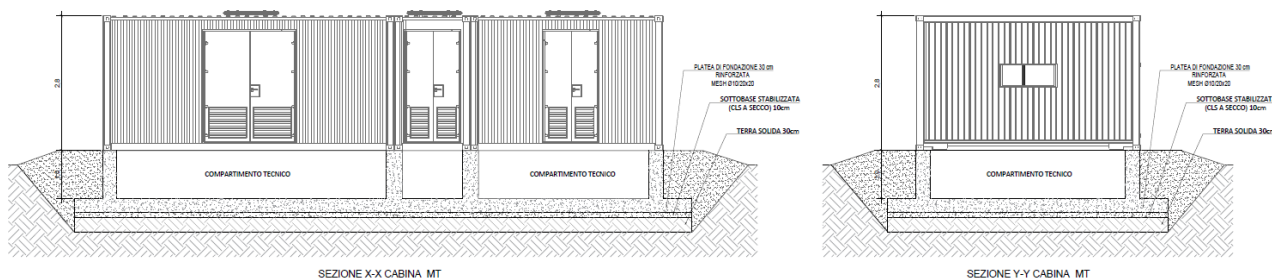 2,8
PLATEA DI FONDAZIONE 30 cm
RINFORZATA
MESH Ø10/20x20
SOTTOBASE STABILIZZATA
(CLS A SECCO) 10cm
TERRA SOLIDA 30cm
COMPARTIMENTO TECNICO
COMPARTIMENTO TECNICO
SEZIONE X-X CABINA MT
2,8
PLATEA DI FONDAZIONE 30 cm
RINFORZATA
MESH Ø10/20x20
SOTTOBASE STABILIZZAT
(CLS A SECCO) 10cm
TERRA SOLIDA 30cm
COMPARTIMENTO TECNICO
SEZIONE Y-Y CABINA MT